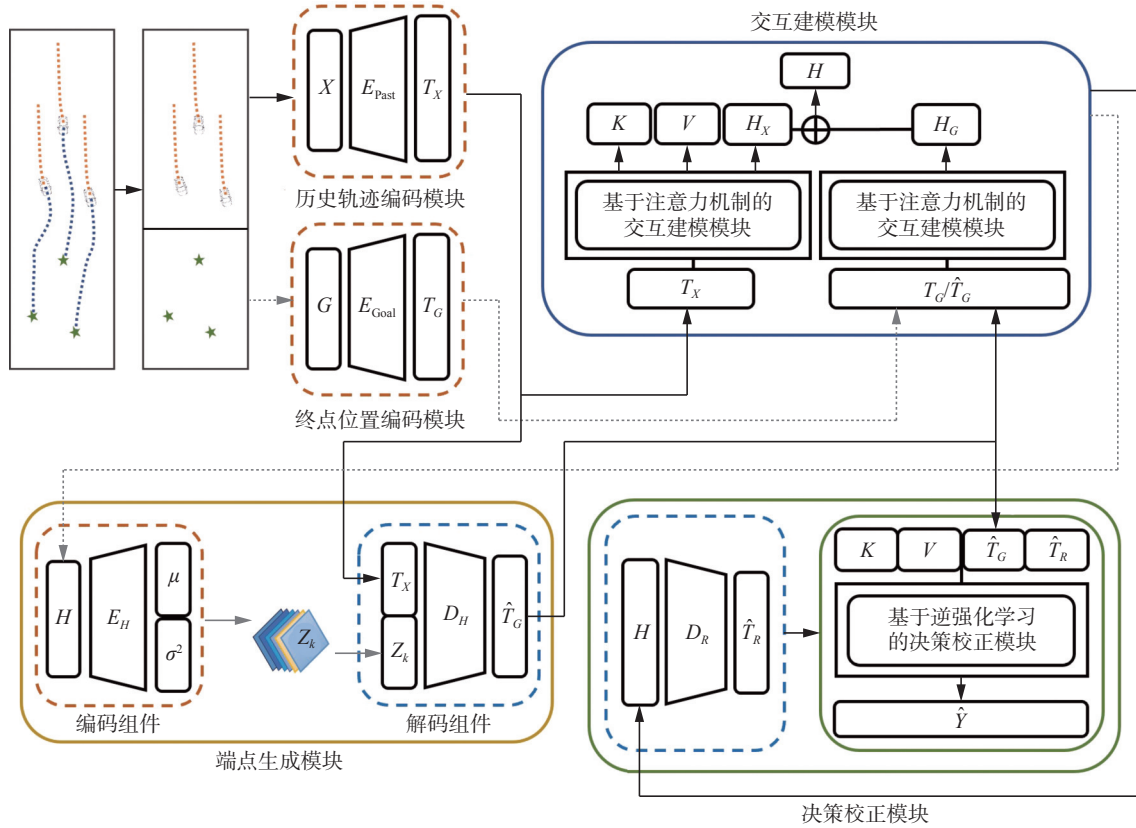 X
E_Past
T_X
历史轨迹编码模块
G
E_Goal
T_G
终点位置编码模块
交互建模模块
H
K
V
H_X
H_G
基于注意力机制的
交互建模模块
基于注意力机制的
交互建模模块
T_X
T_G/T̂_G
H
E_H
μ
σ²
编码组件
Z_k
T_X
Z_k
D_H
T̂_G
解码组件
端点生成模块
H
D_R
T̂_R
K
V
T̂_G
T̂_R
基于逆强化学习
的决策校正模块
Ŷ
决策校正模块